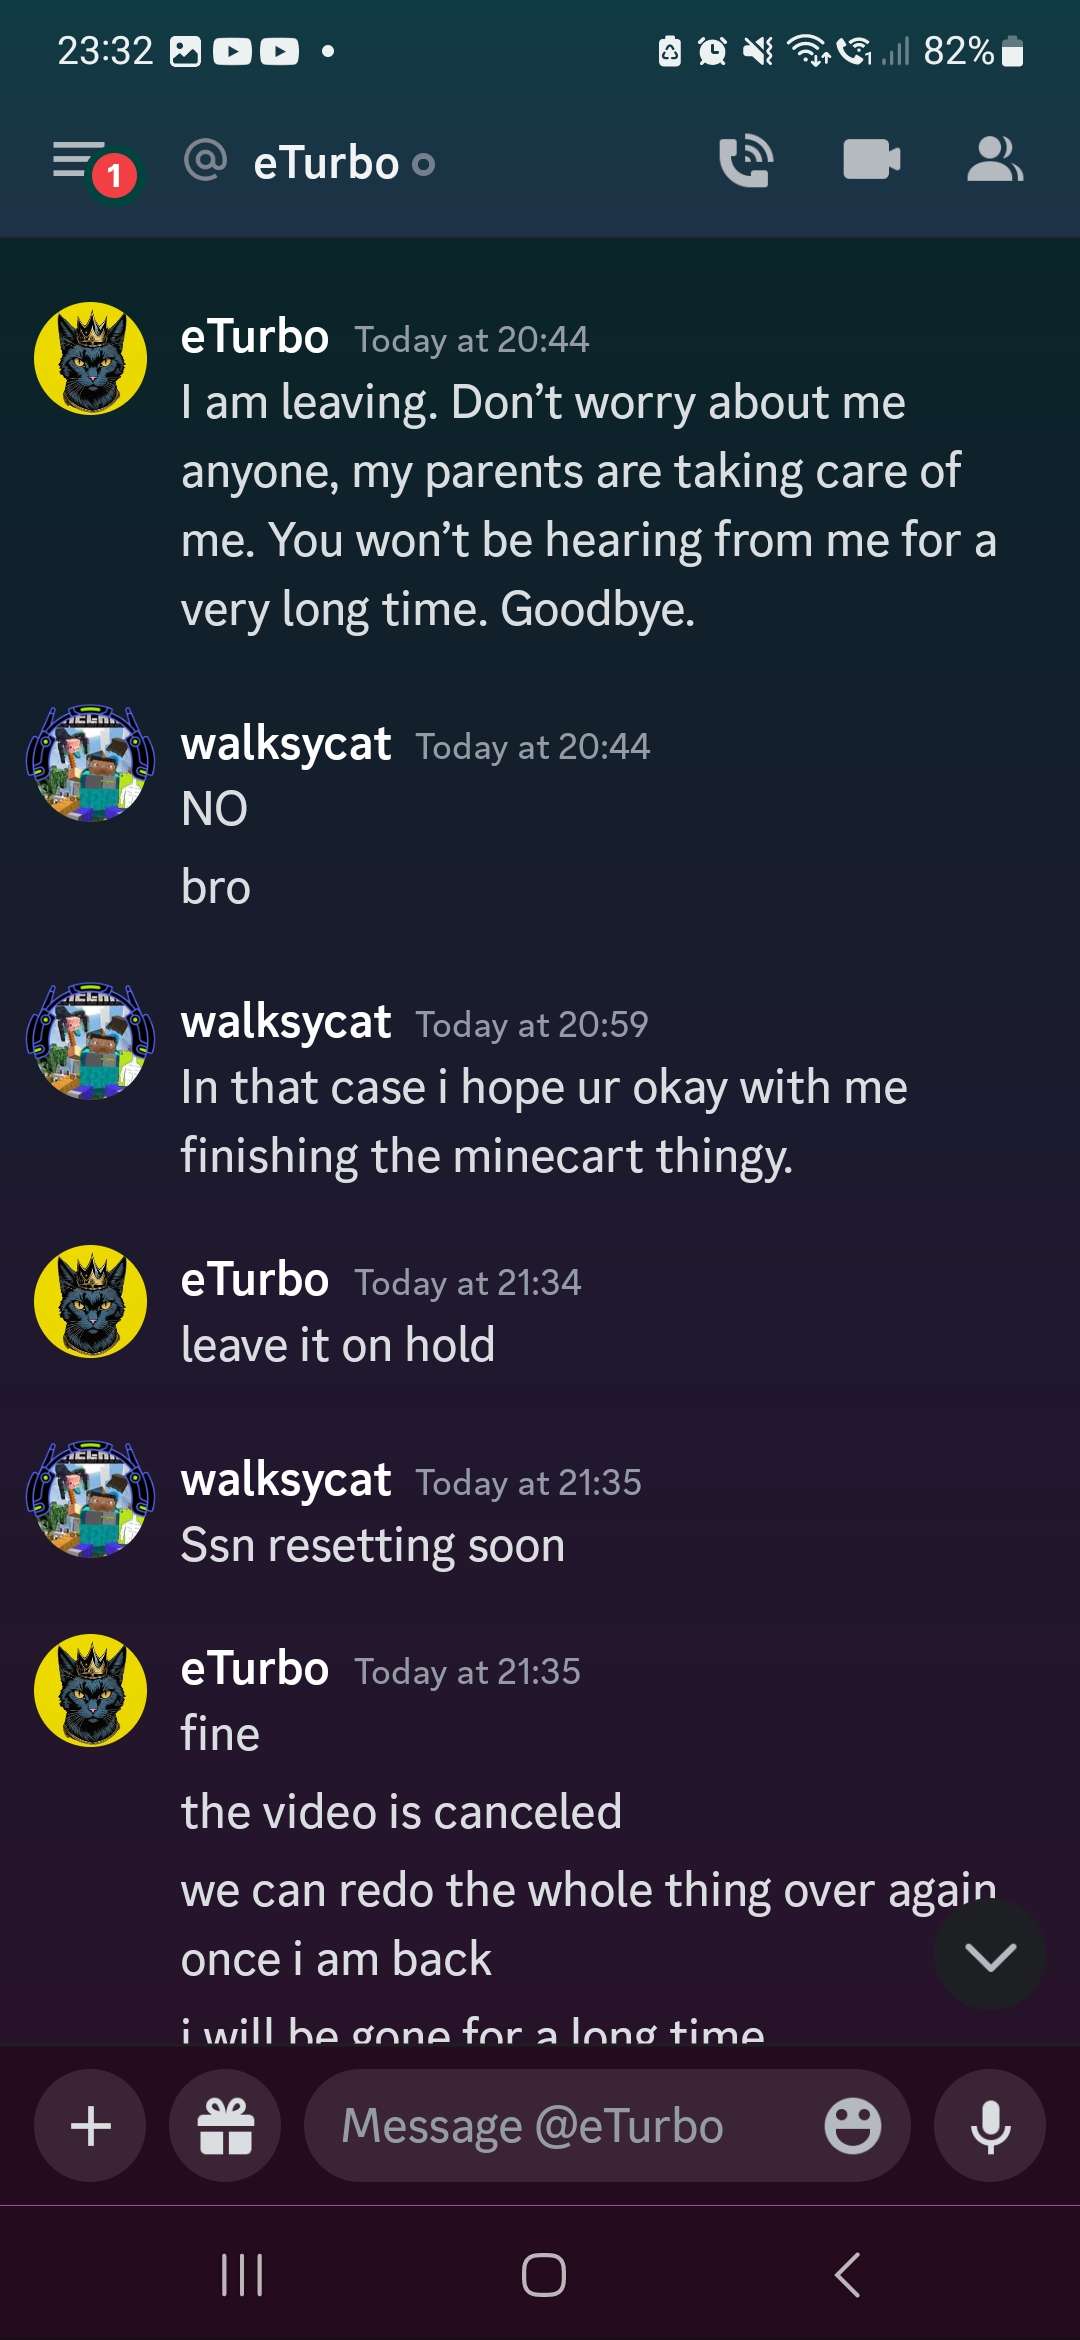 23:32
82%
1
eTurbo
eTurbo Today at 20:44
I am leaving. Don’t worry about me
anyone, my parents are taking care of
me. You won’t be hearing from me for a
very long time. Goodbye.
walksycat Today at 20:44
NO
bro
walksycat Today at 20:59
In that case i hope ur okay with me
finishing the minecart thingy.
eTurbo Today at 21:34
leave it on hold
walksycat Today at 21:35
Ssn resetting soon
eTurbo Today at 21:35
fine
the video is canceled
we can redo the whole thing over again
once i am back
i will be gone for a long time
Message @eTurbo